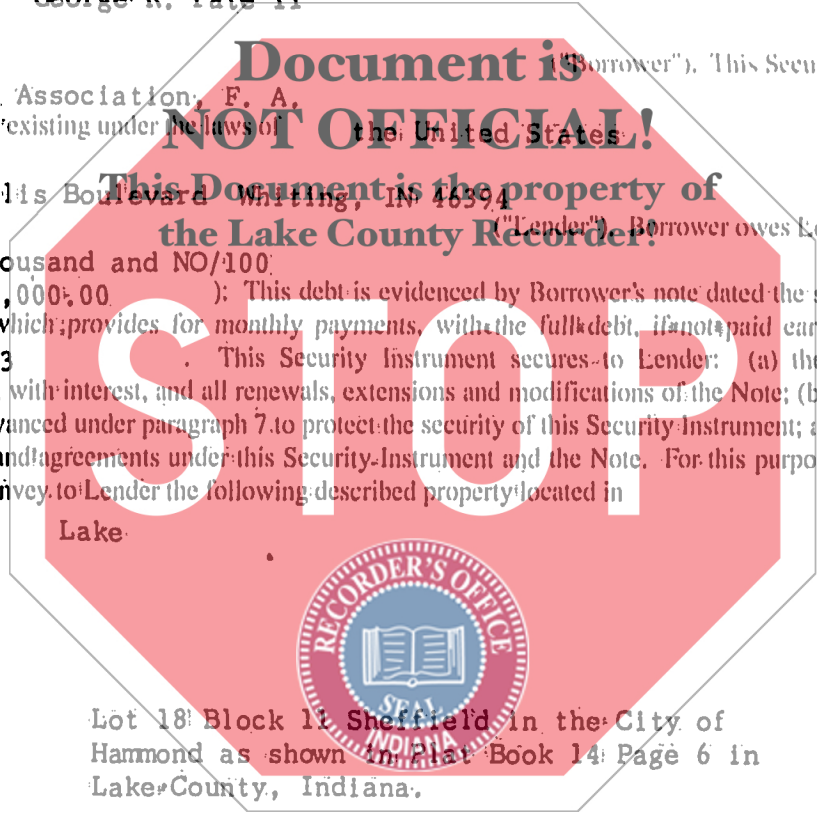 George R. Pate II
Document is
("Borrower"). This Secu
Association, F. A.
existing under the laws of the United States
NOT OFFICIAL!
This Document is the property of
lis Boulevard Whiting, IN 46394
("Lender"). Borrower owes
the Lake County Recorder!
ousand and NO/100
,000.00 ). This debt is evidenced by Borrower's note dated the s
which provides for monthly payments, with the full debt, if not paid ear
3 . This Security Instrument secures to Lender: (a) the
with interest, and all renewals, extensions and modifications of the Note; (b
vanced under paragraph 7 to protect the security of this Security Instrument; a
and agreements under this Security Instrument and the Note. For this purpo
nvey to Lender the following described property located in
STOP
Lake
RECORDER'S OFFICE
SEAL
INDIANA
Lot 18 Block 11 Sheffield in the City of
Hammond as shown in Plat Book 14 Page 6 in
Lake County, Indiana.